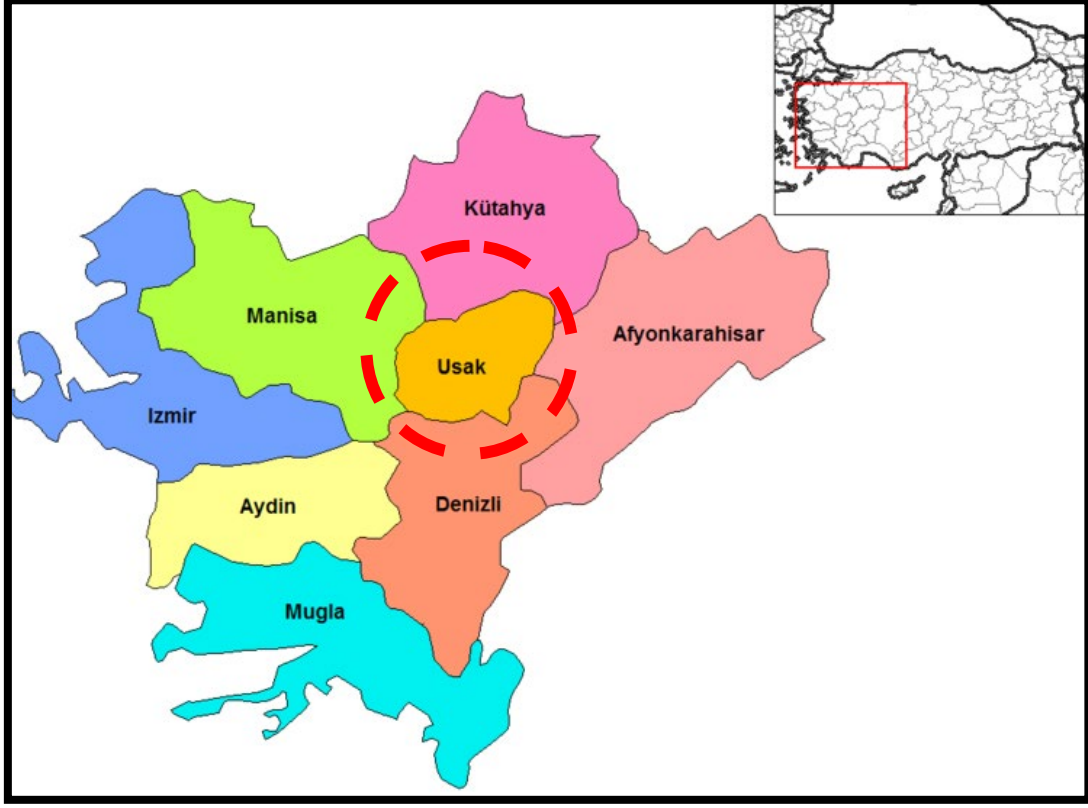 Kütahya
Manisa
Afyonkarahisar
Usak
Izmir
Aydin
Denizli
Mugla